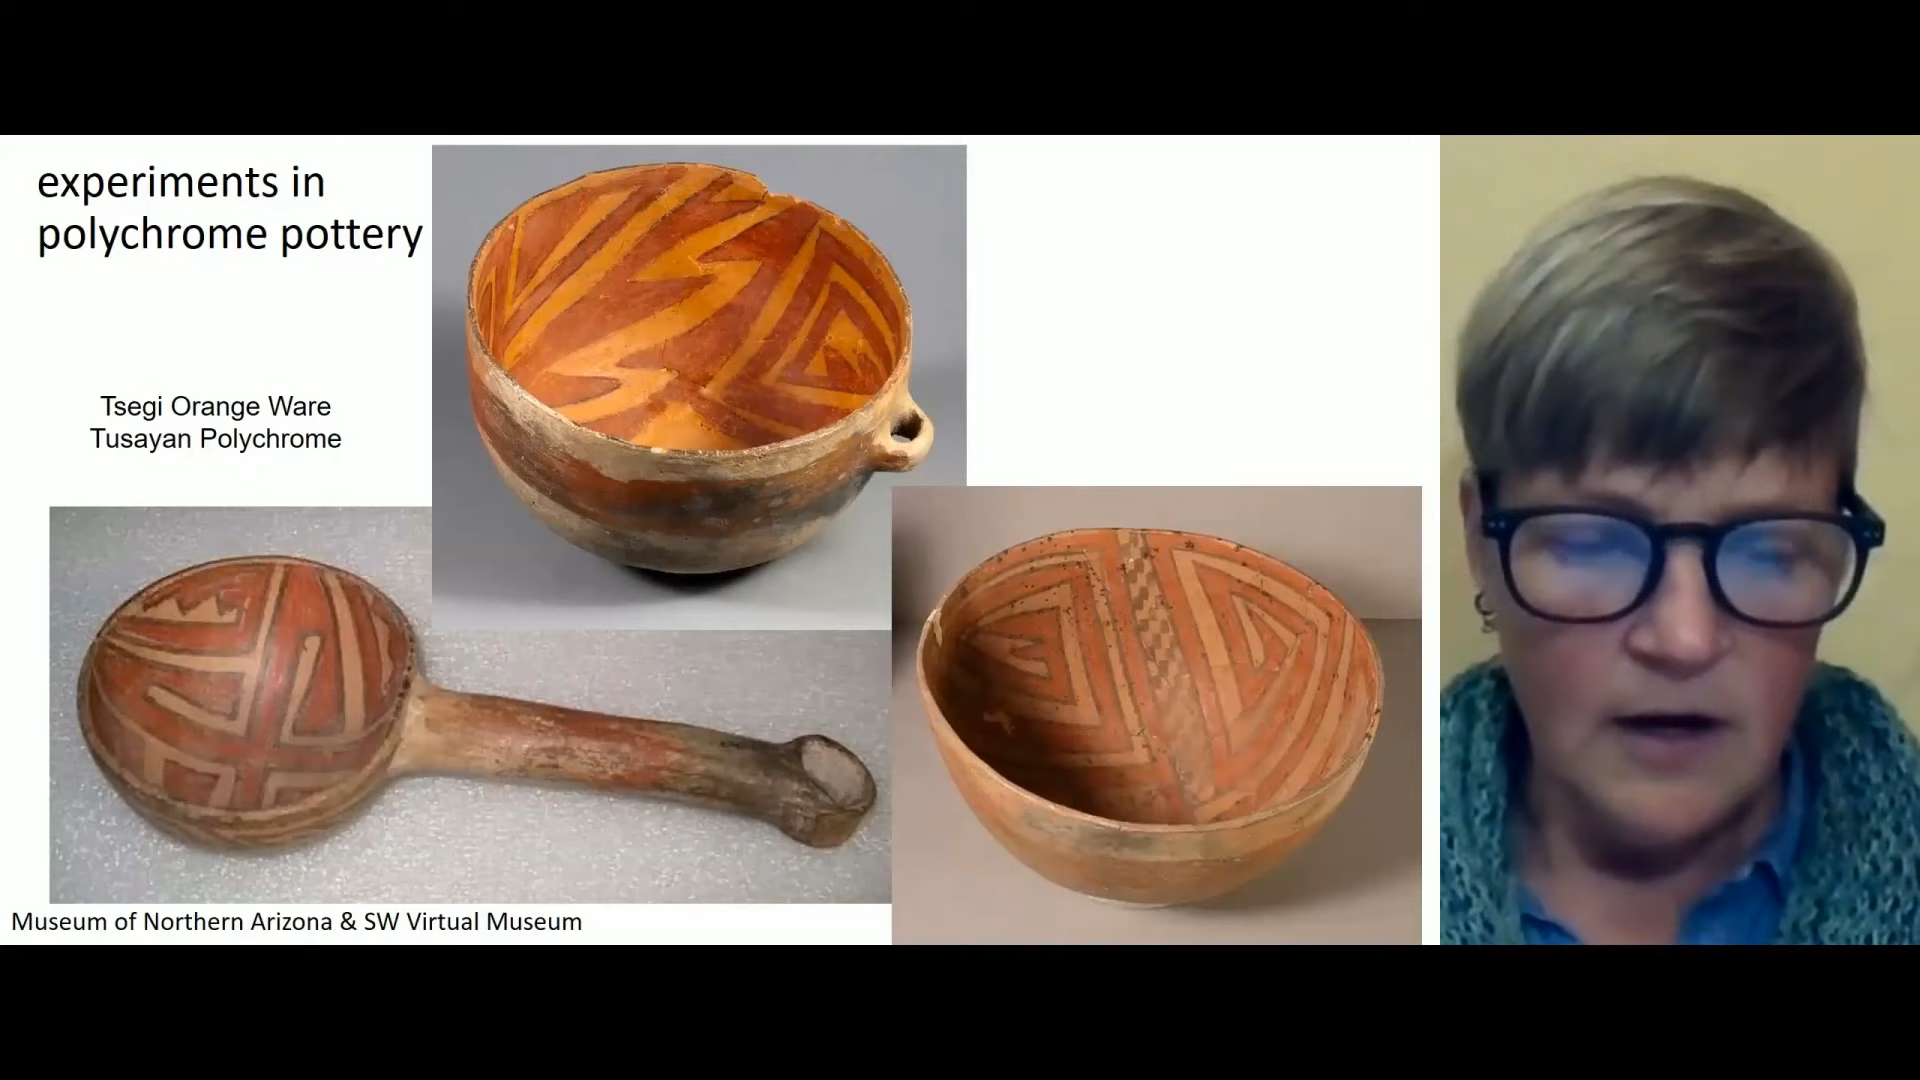 experiments in
polychrome pottery
Tsegi Orange Ware
Tusayan Polychrome
Museum of Northern Arizona & SW Virtual Museum